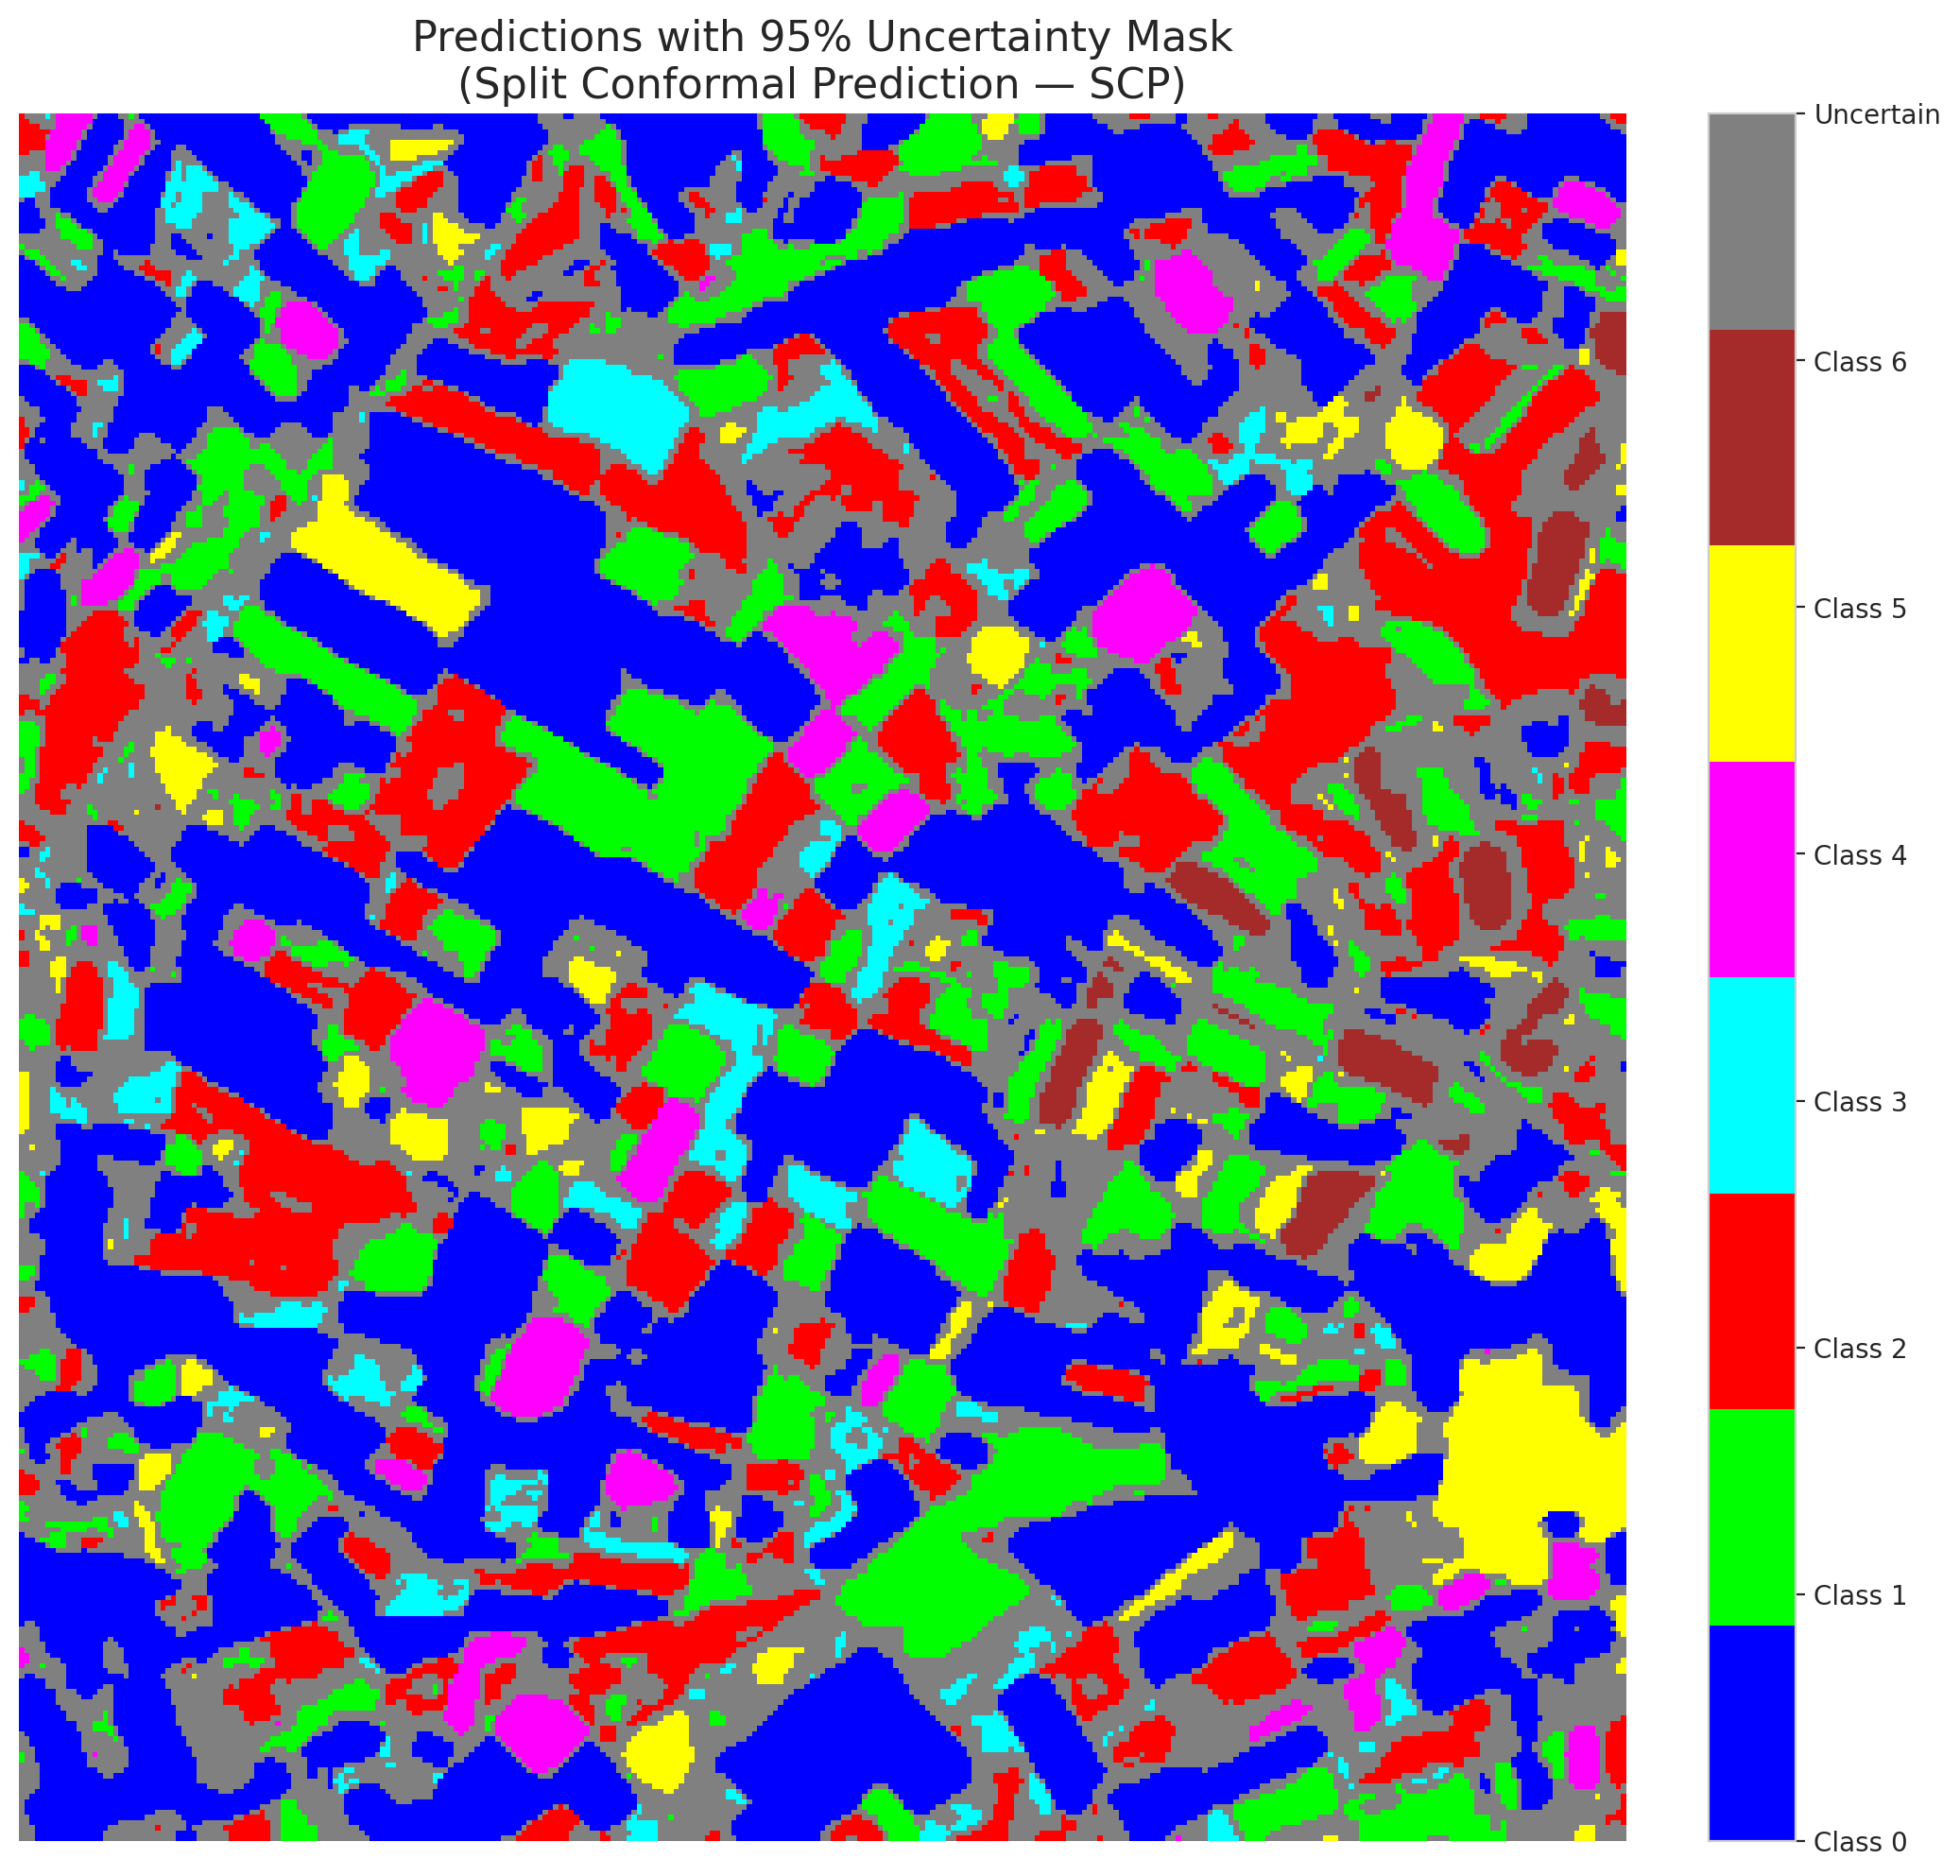 Predictions with 95% Uncertainty Mask
(Split Conformal Prediction — SCP)
Uncertain
Class 6
Class 5
Class 4
Class 3
Class 2
Class 1
Class 0